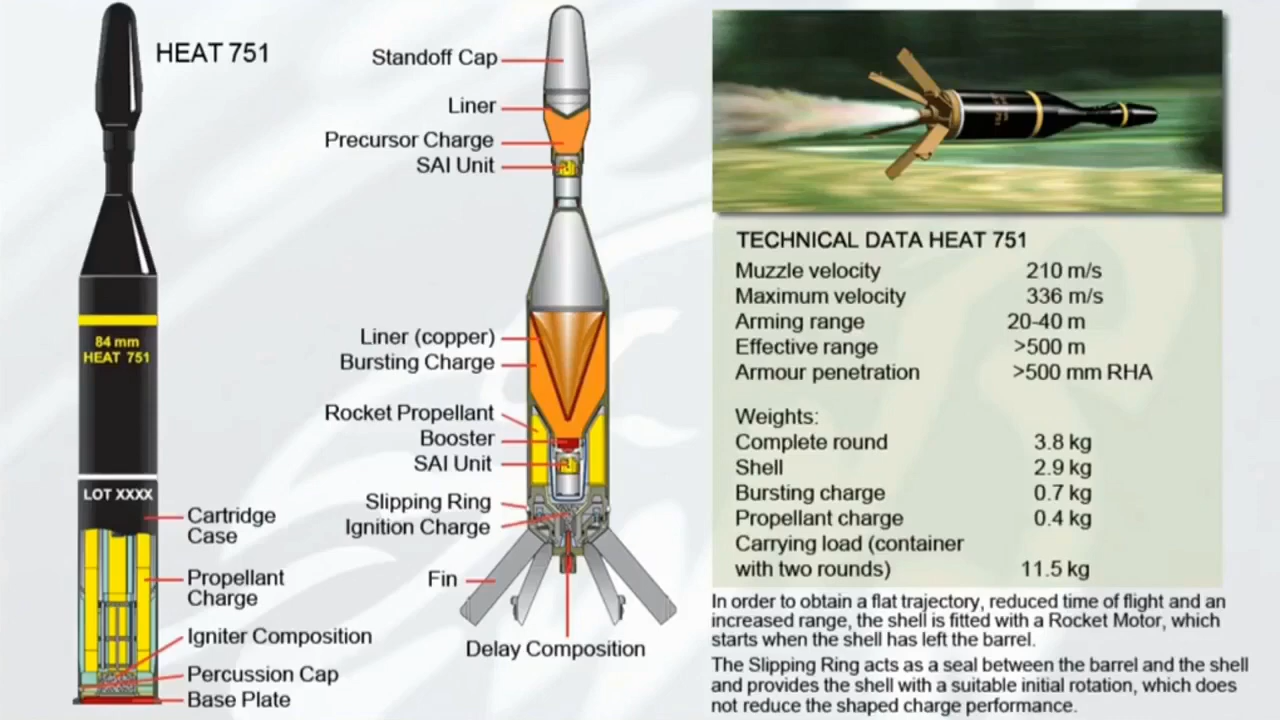 HEAT 751
84 mm
HEAT 751
LOT XXXX
Cartridge
Case
Propellant
Charge
Igniter Composition
Percussion Cap
Base Plate
Standoff Cap
Liner
Precursor Charge
SAI Unit
Liner (copper)
Bursting Charge
Rocket Propellant
Booster
SAI Unit
Slipping Ring
Ignition Charge
Fin
Delay Composition
TECHNICAL DATA HEAT 751
Muzzle velocity 210 m/s
Maximum velocity 336 m/s
Arming range 20-40 m
Effective range >500 m
Armour penetration >500 mm RHA
Weights:
Complete round 3.8 kg
Shell 2.9 kg
Bursting charge 0.7 kg
Propellant charge 0.4 kg
Carrying load (container
with two rounds) 11.5 kg
In order to obtain a flat trajectory, reduced time of flight and an
increased range, the shell is fitted with a Rocket Motor, which
starts when the shell has left the barrel.
The Slipping Ring acts as a seal between the barrel and the shell
and provides the shell with a suitable initial rotation, which does
not reduce the shaped charge performance.